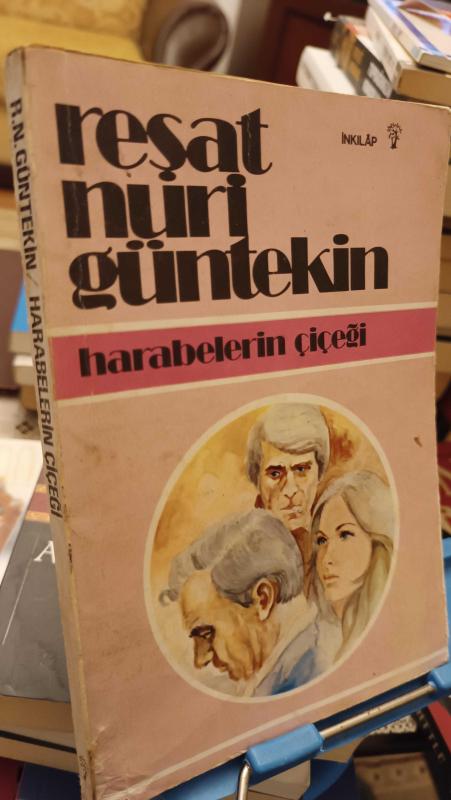 reşat
nuri
güntekin
İNKILÂP
harabelerin çiçeği
R.N.GÜNTEKİN / HARABELERİN ÇİÇEĞİ